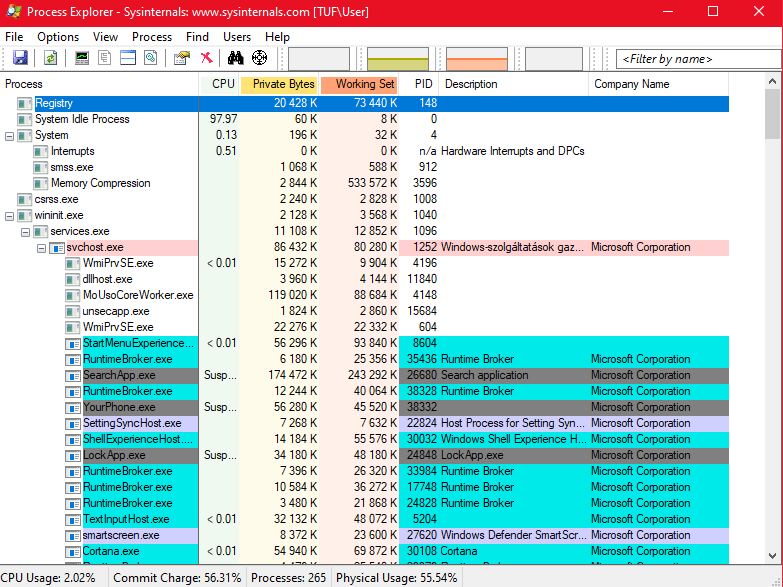 Process Explorer - Sysinternals: www.sysinternals.com [TUF\User]
File Options View Process Find Users Help
<Filter by name>
Process CPU Private Bytes Working Set PID Description Company Name
Registry 20 428 K 73 440 K 148
System Idle Process 97.97 60 K 8 K 0
System 0.13 196 K 32 K 4
Interrupts 0.51 0 K 0 K n/a Hardware Interrupts and DPCs
smss.exe 1 068 K 588 K 912
Memory Compression 2 844 K 533 572 K 3596
csrss.exe 2 240 K 2 828 K 1008
wininit.exe 2 128 K 3 568 K 1040
services.exe 11 108 K 12 852 K 1096
svchost.exe 86 432 K 80 280 K 1252 Windows-szolgáltatások gaz... Microsoft Corporation
WmiPrvSE.exe < 0.01 15 272 K 9 904 K 4196
dllhost.exe 3 960 K 4 144 K 11840
MoUsoCoreWorker.exe 119 020 K 88 684 K 4148
unsecapp.exe 1 824 K 2 860 K 15684
WmiPrvSE.exe 22 276 K 22 332 K 604
StartMenuExperience... < 0.01 56 296 K 93 840 K 8604
RuntimeBroker.exe 6 180 K 25 356 K 35436 Runtime Broker Microsoft Corporation
SearchApp.exe Susp... 174 472 K 243 292 K 26680 Search application Microsoft Corporation
RuntimeBroker.exe 12 244 K 40 064 K 38328 Runtime Broker Microsoft Corporation
YourPhone.exe Susp... 56 280 K 45 520 K 38332
SettingSyncHost.exe 7 268 K 7 632 K 22824 Host Process for Setting Syn... Microsoft Corporation
ShellExperienceHost.... 14 184 K 55 576 K 30032 Windows Shell Experience H... Microsoft Corporation
LockApp.exe Susp... 34 180 K 48 180 K 24848 LockApp.exe Microsoft Corporation
RuntimeBroker.exe 7 396 K 26 320 K 33984 Runtime Broker Microsoft Corporation
RuntimeBroker.exe 10 584 K 36 272 K 17748 Runtime Broker Microsoft Corporation
RuntimeBroker.exe 3 480 K 21 868 K 24828 Runtime Broker Microsoft Corporation
TextInputHost.exe < 0.01 32 132 K 48 072 K 5204
smartscreen.exe 8 372 K 23 600 K 27620 Windows Defender SmartScr... Microsoft Corporation
Cortana.exe < 0.01 54 940 K 69 872 K 30108 Cortana Microsoft Corporation
CPU Usage: 2.02% Commit Charge: 56.31% Processes: 265 Physical Usage: 55.54%